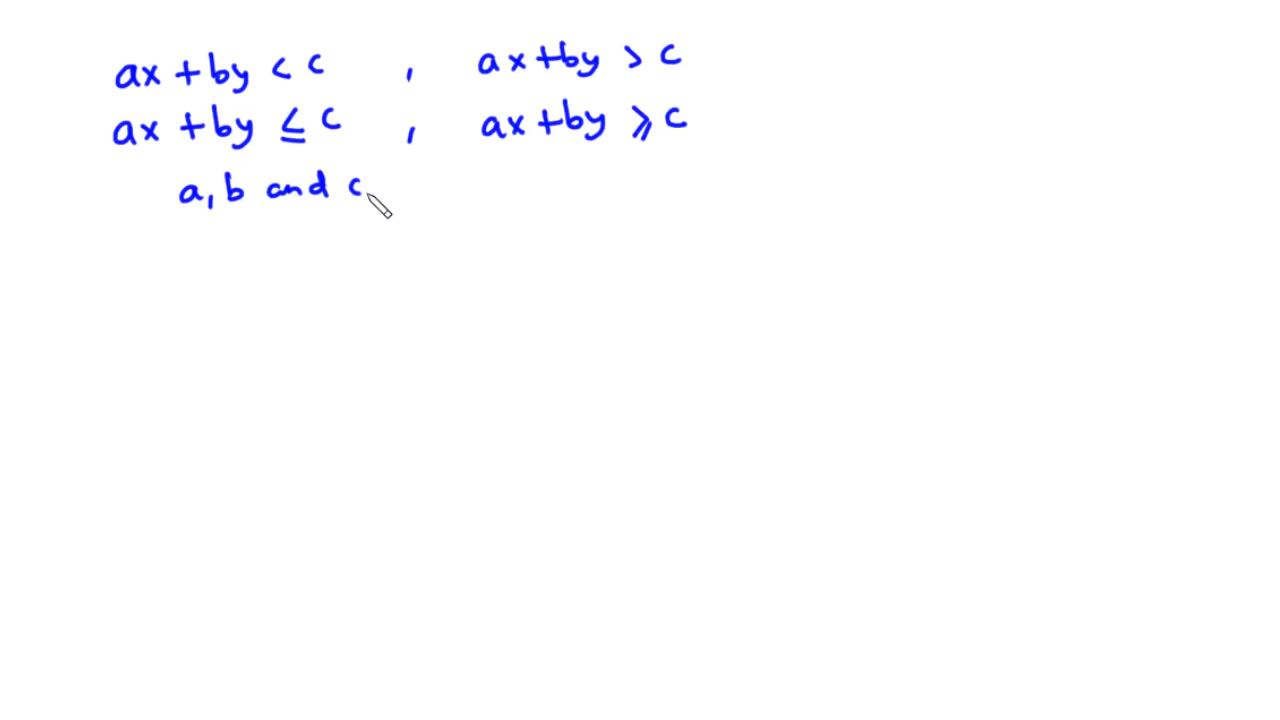 ax + by < c , ax + by > c
ax + by ≤ c , ax + by ⩾ c
a, b and c